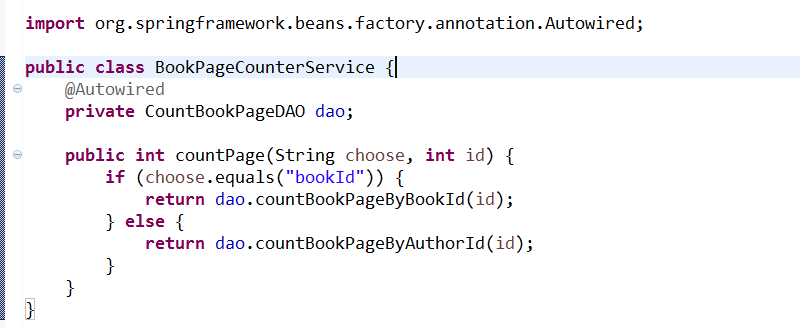 import org.springframework.beans.factory.annotation.Autowired;
public class BookPageCounterService {
@Autowired
private CountBookPageDAO dao;
public int countPage(String choose, int id) {
if (choose.equals("bookId")) {
return dao.countBookPageByBookId(id);
} else {
return dao.countBookPageByAuthorId(id);
}
}
}